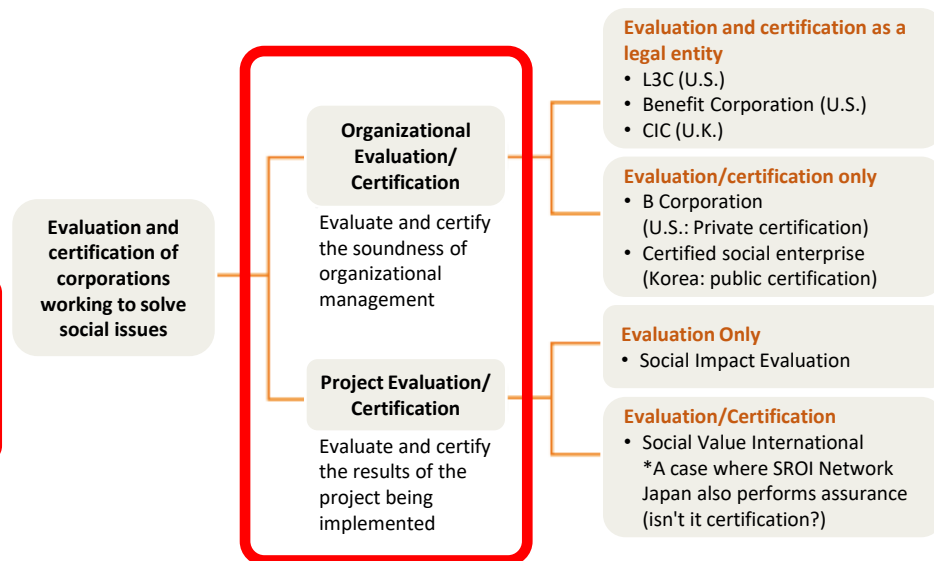 Evaluation and
certification of
corporations
working to solve
social issues
Organizational
Evaluation/
Certification
Evaluate and certify
the soundness of
organizational
management
Project Evaluation/
Certification
Evaluate and certify
the results of the
project being
implemented
Evaluation and certification as a
legal entity
• L3C (U.S.)
• Benefit Corporation (U.S.)
• CIC (U.K.)
Evaluation/certification only
• B Corporation
(U.S.: Private certification)
• Certified social enterprise
(Korea: public certification)
Evaluation Only
• Social Impact Evaluation
Evaluation/Certification
• Social Value International
*A case where SROI Network
Japan also performs assurance
(isn't it certification?)